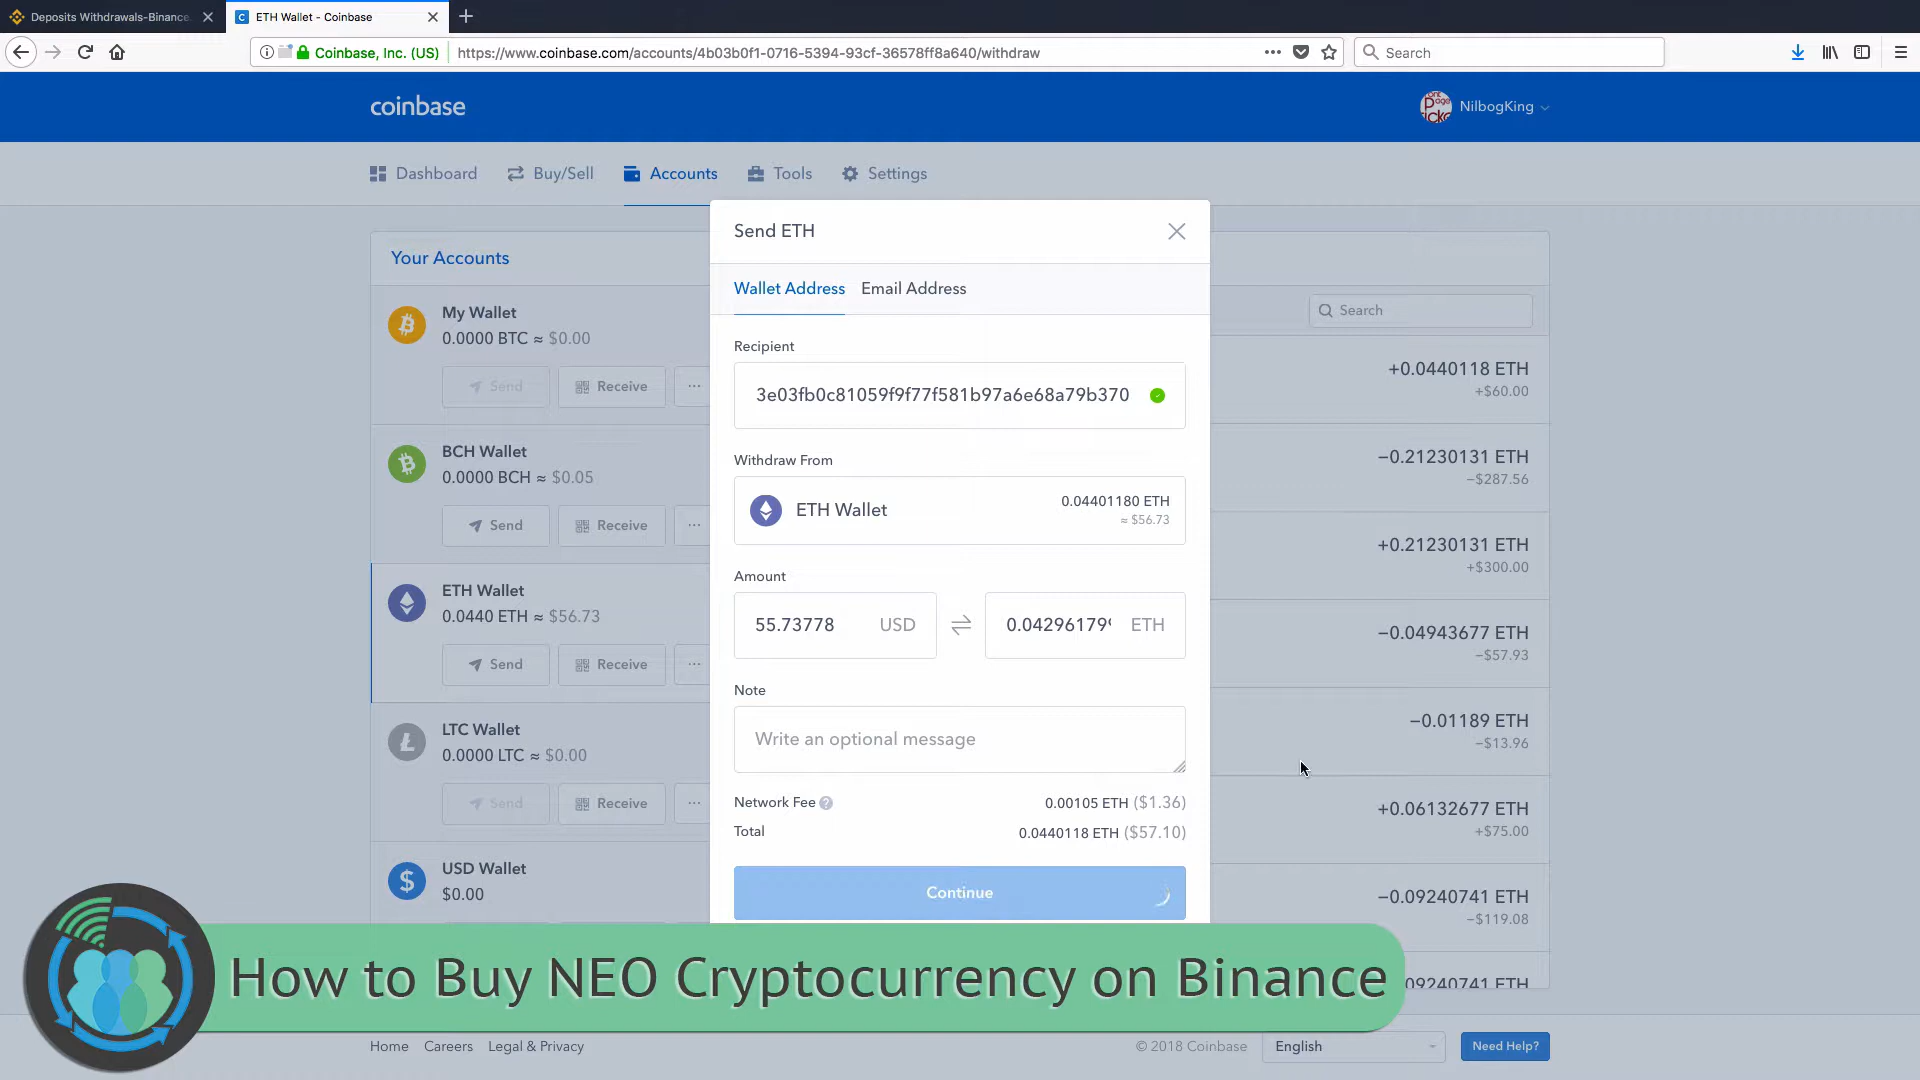 Deposits Withdrawals-Binance
ETH Wallet - Coinbase
Coinbase, Inc. (US)
https://www.coinbase.com/accounts/4b03b0f1-0716-5394-93cf-36578ff8a640/withdraw
Search
coinbase
NilbogKing
Dashboard
Buy/Sell
Accounts
Tools
Settings
Your Accounts
Search
My Wallet
0.0000 BTC ≈ $0.00
Send
Receive
BCH Wallet
0.0000 BCH ≈ $0.05
Send
Receive
ETH Wallet
0.0440 ETH ≈ $56.73
Send
Receive
LTC Wallet
0.0000 LTC ≈ $0.00
Send
Receive
USD Wallet
$0.00
Send ETH
Wallet Address
Email Address
Recipient
3e03fb0c81059f9f77f581b97a6e68a79b370
Withdraw From
ETH Wallet
0.04401180 ETH
≈ $56.73
Amount
55.73778 USD
0.04296179 ETH
Note
Write an optional message
Network Fee ? 0.00105 ETH ($1.36)
Total 0.0440118 ETH ($57.10)
Continue
+0.0440118 ETH
+$60.00
−0.21230131 ETH
−$287.56
+0.21230131 ETH
+$300.00
−0.04943677 ETH
−$57.93
−0.01189 ETH
−$13.96
+0.06132677 ETH
+$75.00
−0.09240741 ETH
−$119.08
09240741 ETH
How to Buy NEO Cryptocurrency on Binance
Home
Careers
Legal & Privacy
© 2018 Coinbase
English
Need Help?